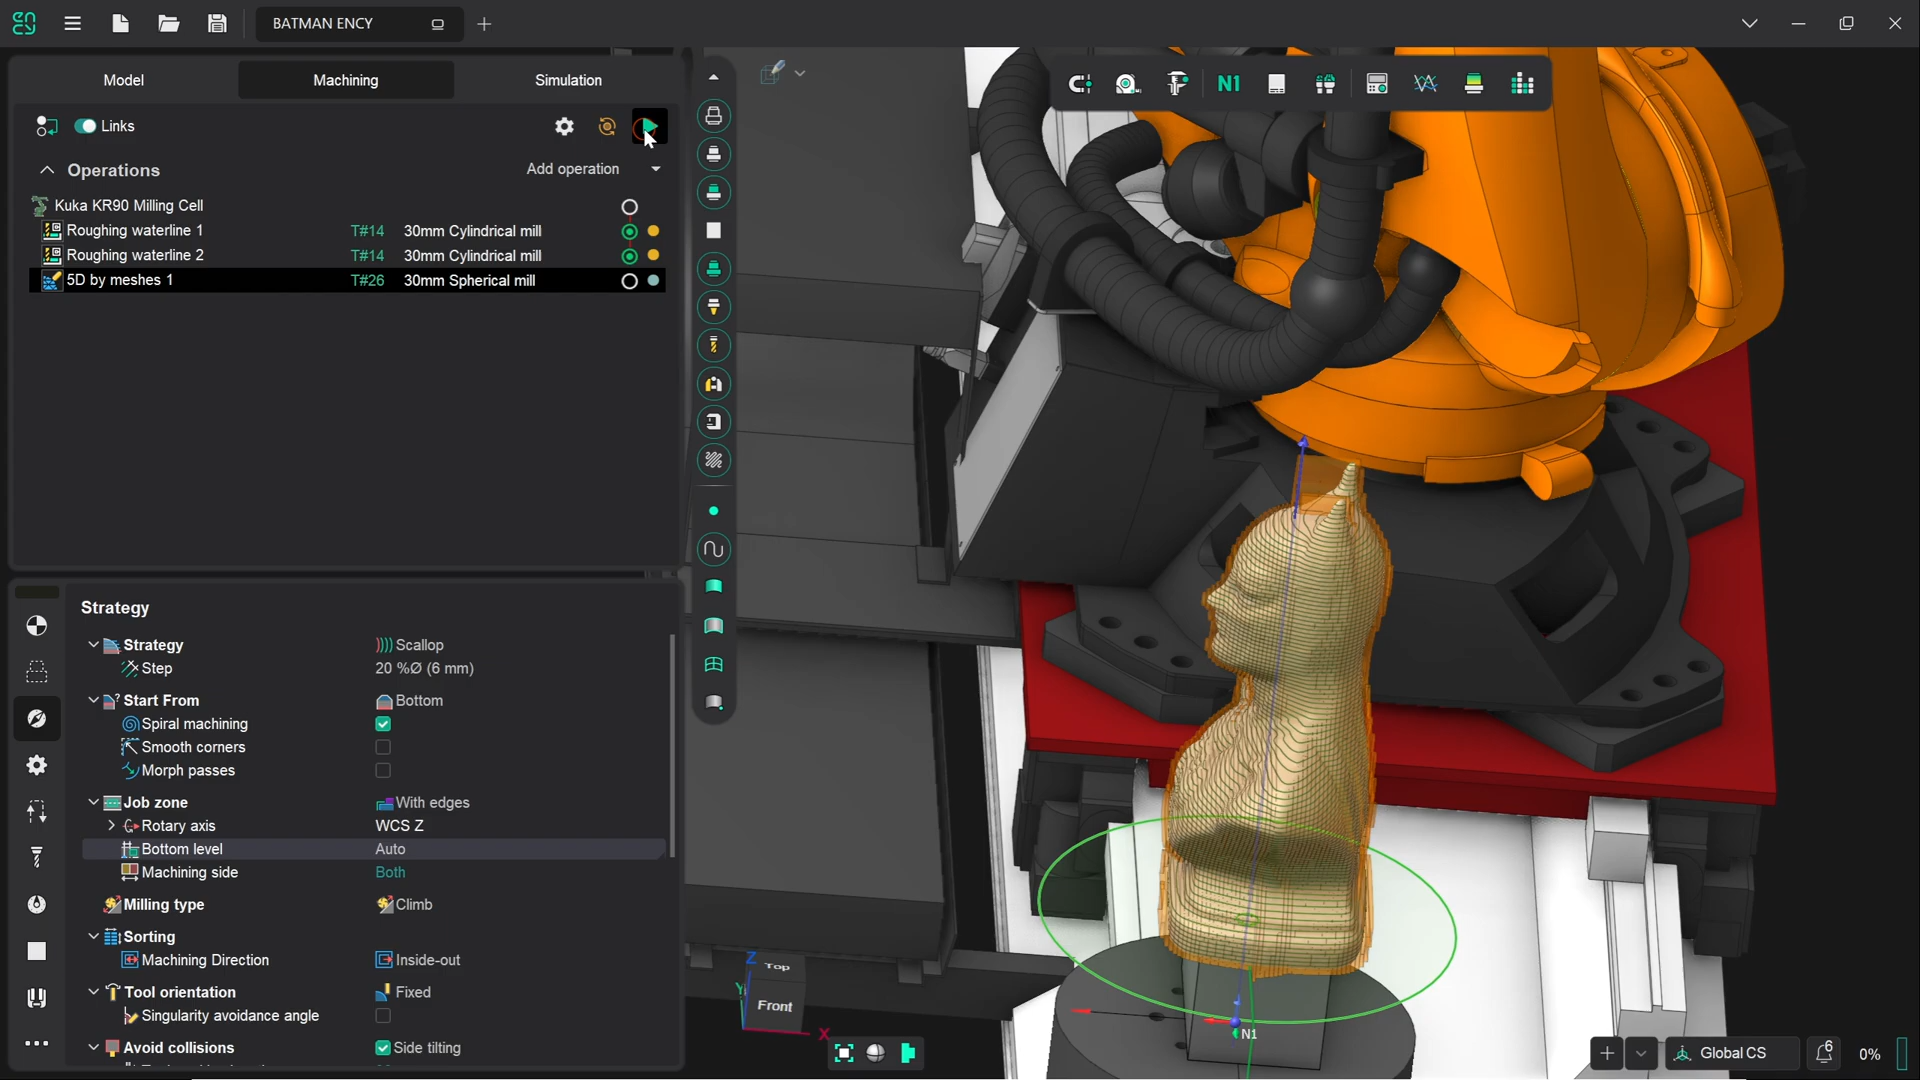 BATMAN ENCY
Model
Machining
Simulation
Links
Operations
Add operation
Kuka KR90 Milling Cell
Roughing waterline 1 T#14 30mm Cylindrical mill
Roughing waterline 2 T#14 30mm Cylindrical mill
5D by meshes 1 T#26 30mm Spherical mill
N1
Strategy
Strategy Scallop
Step 20 %Ø (6 mm)
Start From Bottom
Spiral machining
Smooth corners
Morph passes
Job zone With edges
Rotary axis WCS Z
Bottom level Auto
Machining side Both
Milling type Climb
Sorting
Machining Direction Inside-out
Tool orientation Fixed
Singularity avoidance angle
Avoid collisions Side tilting
Z
Y
X
Top
Front
N1
Global CS
6
0%